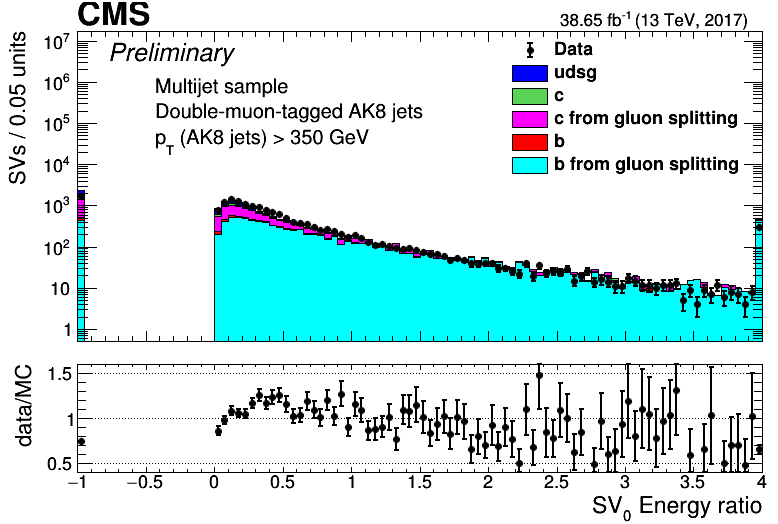 CMS
38.65 fb⁻¹ (13 TeV, 2017)
Preliminary
Multijet sample
Double-muon-tagged AK8 jets
p_T (AK8 jets) > 350 GeV
Data
udsg
c
c from gluon splitting
b
b from gluon splitting
SVs / 0.05 units
10⁷
10⁶
10⁵
10⁴
10³
10²
10
1
data/MC
1.5
1
0.5
−1 −0.5 0 0.5 1 1.5 2 2.5 3 3.5 4
SV₀ Energy ratio